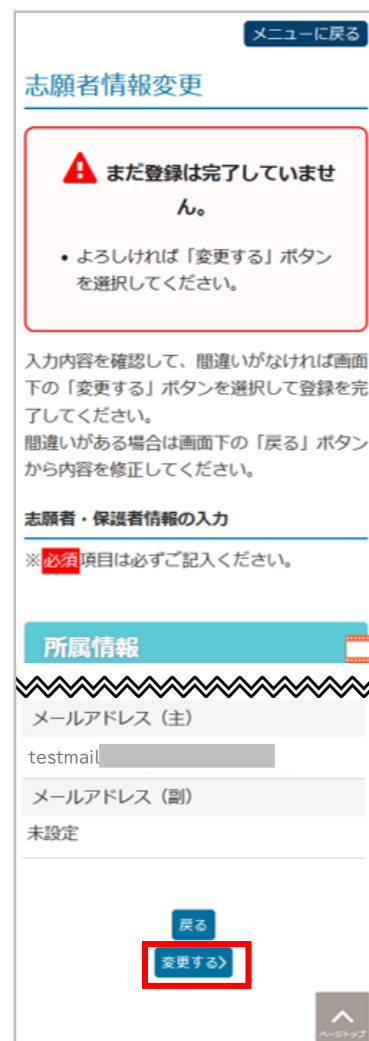 メニューに戻る
志願者情報変更
まだ登録は完了していませ
ん。
• よろしければ「変更する」ボタン
を選択してください。
入力内容を確認して、間違いがなければ画面
下の「変更する」ボタンを選択して登録を完
了してください。
間違いがある場合は画面下の「戻る」ボタン
から内容を修正してください。
志願者・保護者情報の入力
※必須項目は必ずご記入ください。
所属情報
メールアドレス（主）
testmail
メールアドレス（副）
未設定
戻る
変更する〉
ページトップ